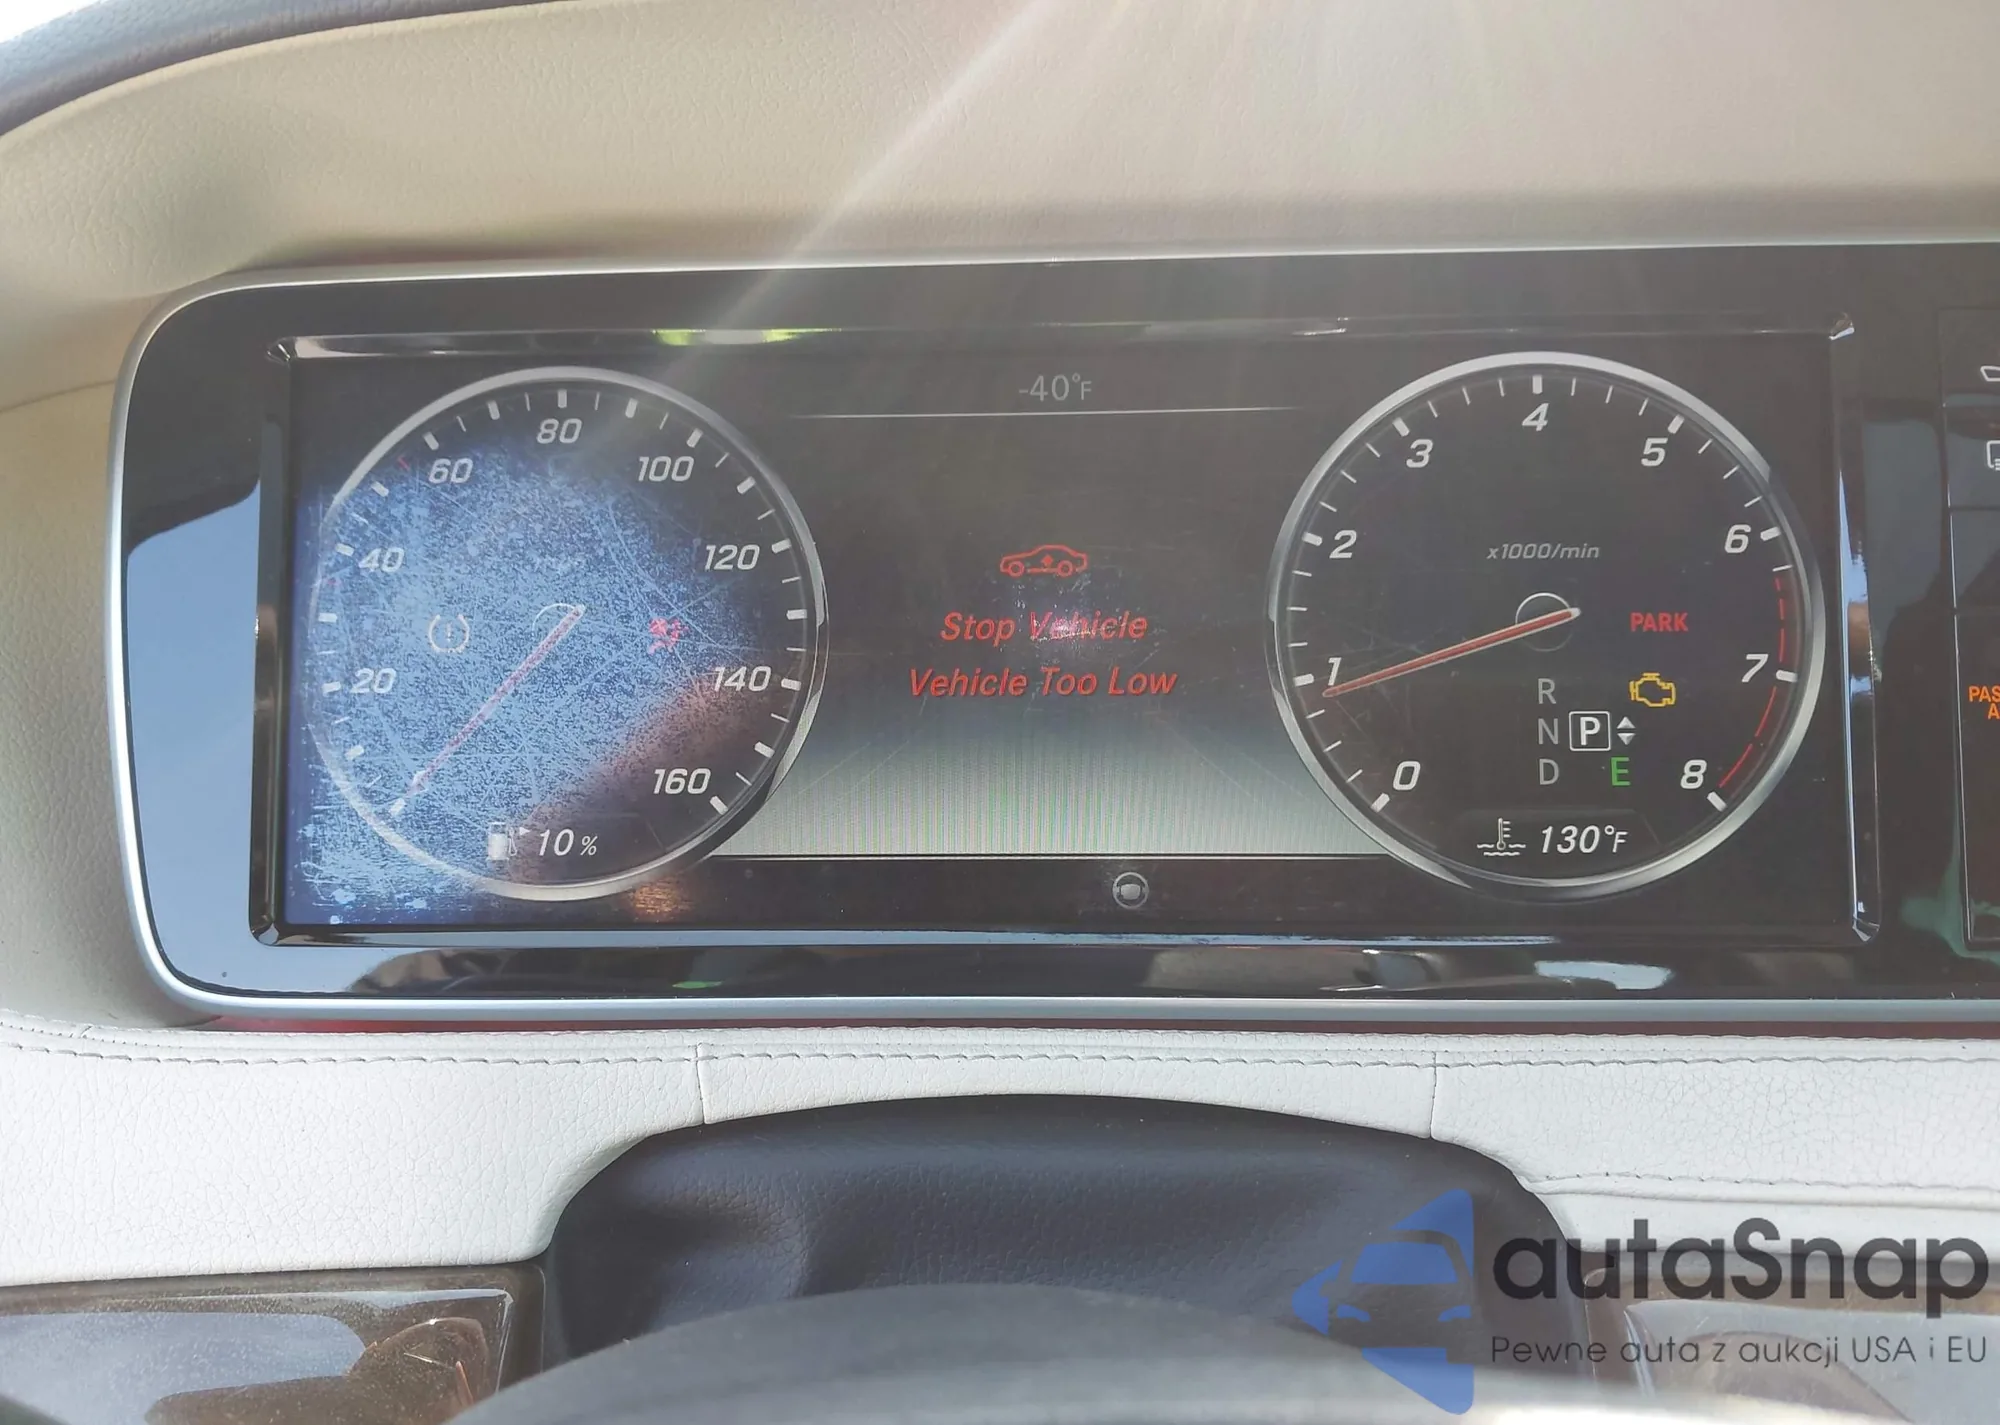 -40°F
80
60
100
40
120
20
140
160
10 %
Stop Vehicle
Vehicle Too Low
4
3
5
2
6
x1000/min
1
7
0
8
PARK
R
N P
D E
130°F
PAS
A
autaSnap
Pewne auta z aukcji USA i EU